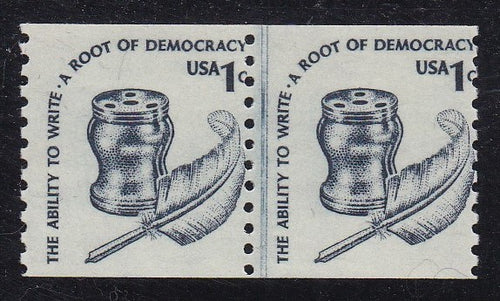 THE ABILITY TO WRITE · A ROOT OF DEMOCRACY
USA 1c
THE ABILITY TO WRITE · A ROOT OF DEMOCRACY
USA 1c